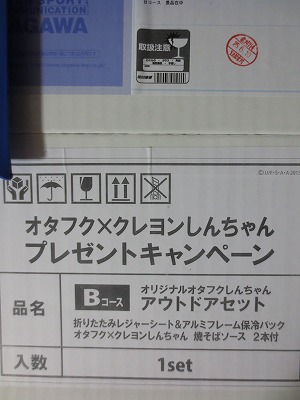 AGAWA
取扱注意
オタフク×クレヨンしんちゃん
プレゼントキャンペーン
品名
Bコース
オリジナルオタフクしんちゃん
アウトドアセット
折りたたみレジャーシート&アルミフレーム保冷バック
オタフク×クレヨンしんちゃん 焼そばソース 2本付
入数
1set